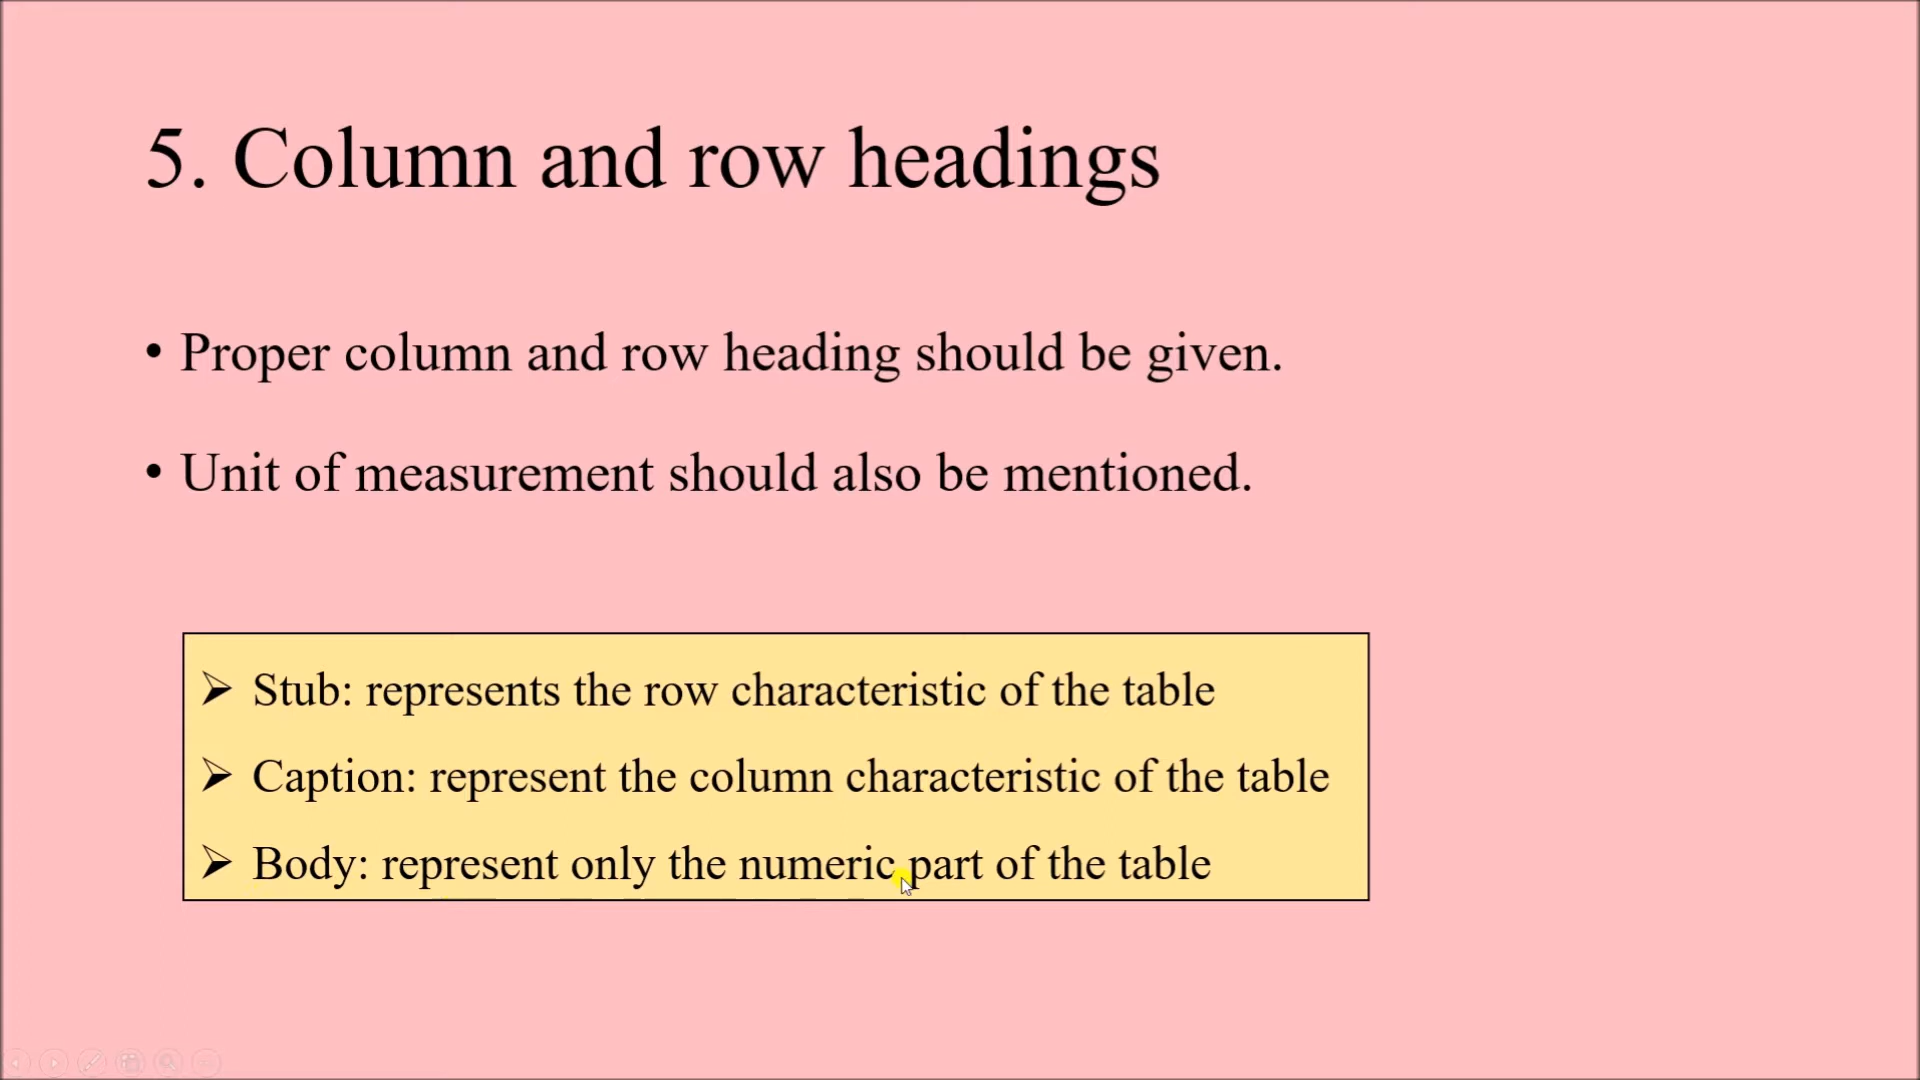 5. Column and row headings
• Proper column and row heading should be given.
• Unit of measurement should also be mentioned.
➢ Stub: represents the row characteristic of the table
➢ Caption: represent the column characteristic of the table
➢ Body: represent only the numeric part of the table